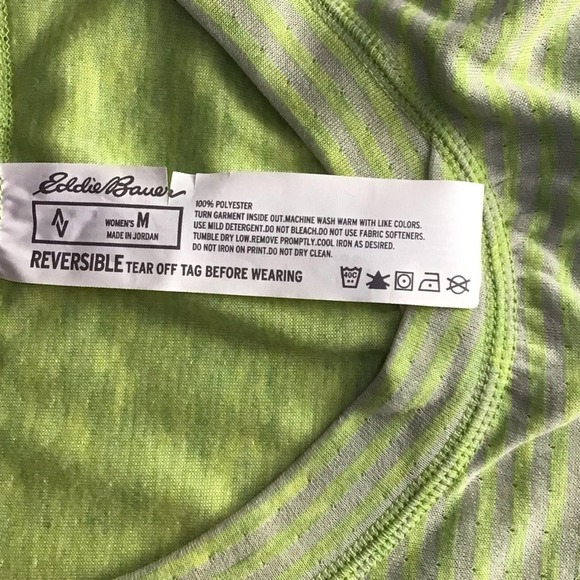 Eddie Bauer
WOMEN'S M
MADE IN JORDAN
REVERSIBLE TEAR OFF TAG BEFORE WEARING
100% POLYESTER
TURN GARMENT INSIDE OUT.MACHINE WASH WARM WITH LIKE COLORS.
USE MILD DETERGENT.DO NOT BLEACH.DO NOT USE FABRIC SOFTENERS.
TUMBLE DRY LOW.REMOVE PROMPTLY.COOL IRON AS DESIRED.
DO NOT IRON ON PRINT.DO NOT DRY CLEAN.
40C